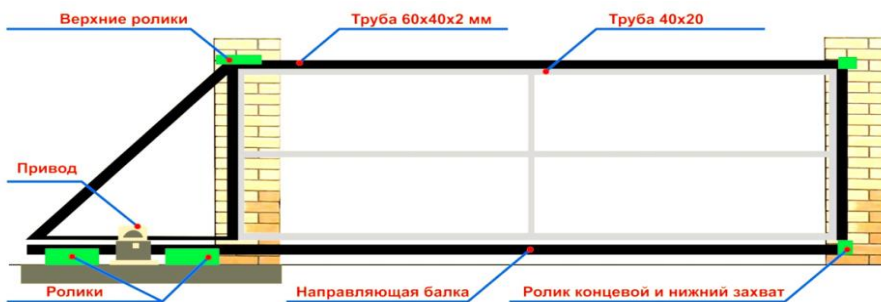 Верхние ролики
Труба 60х40х2 мм
Труба 40х20
Привод
Ролики
Направляющая балка
Ролик концевой и нижний захват